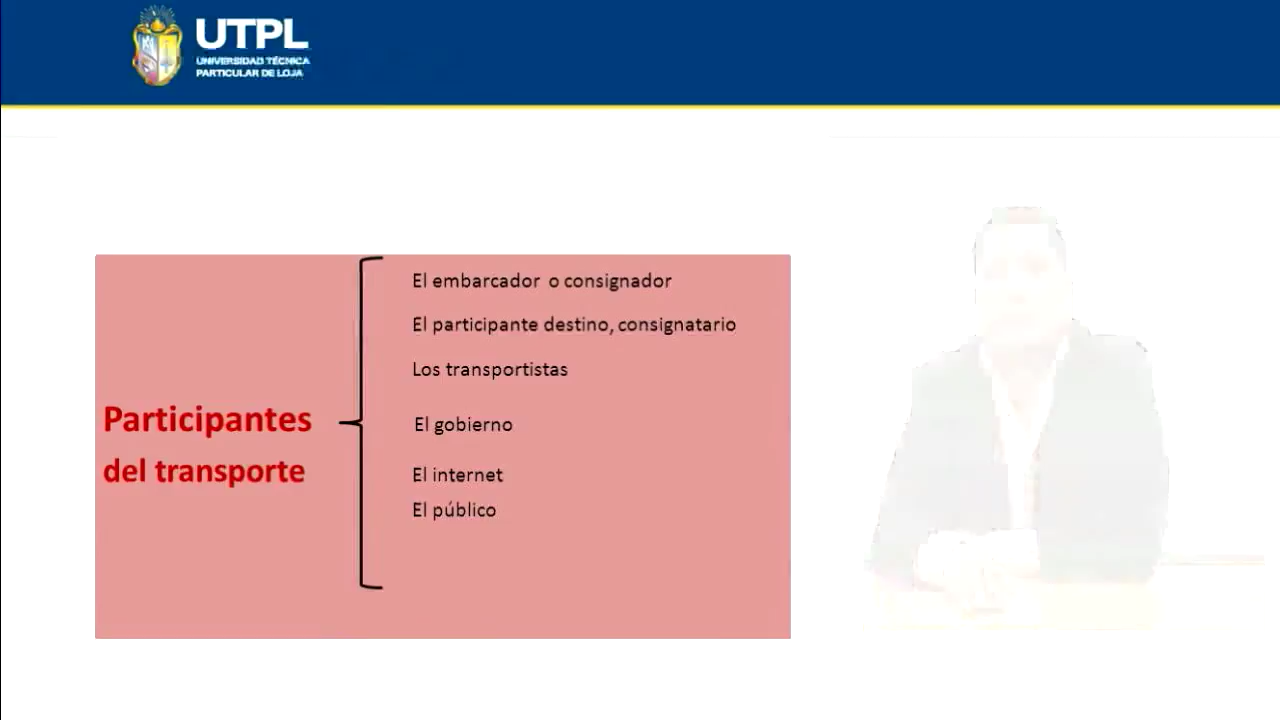 UTPL
UNIVERSIDAD TÉCNICA
PARTICULAR DE LOJA
El embarcador o consignador
El participante destino, consignatario
Los transportistas
Participantes
del transporte
El gobierno
El internet
El público